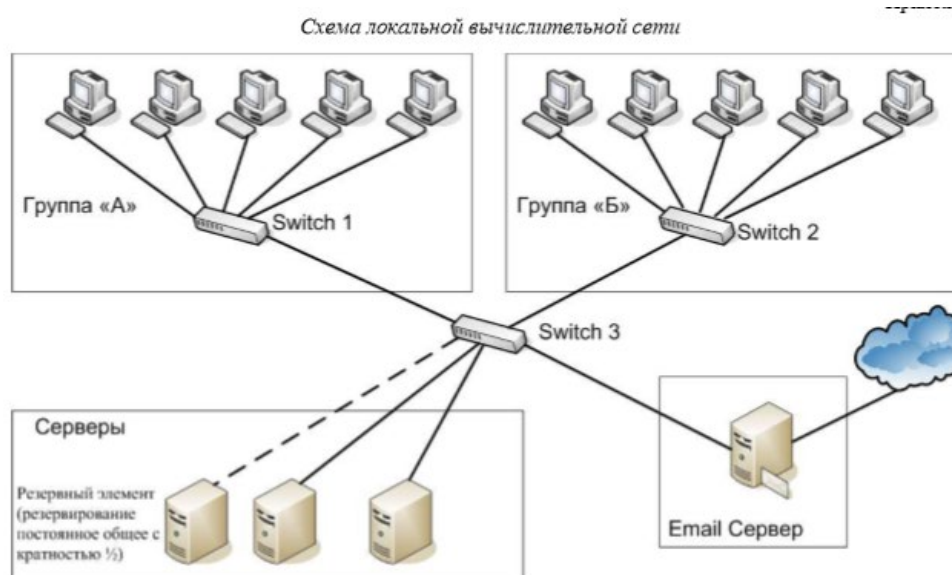 Схема локальной вычислительной сети
Группа «А»
Switch 1
Группа «Б»
Switch 2
Switch 3
Серверы
Резервный элемент
(резервирование
постоянное общее с
кратностью ½)
Email Сервер